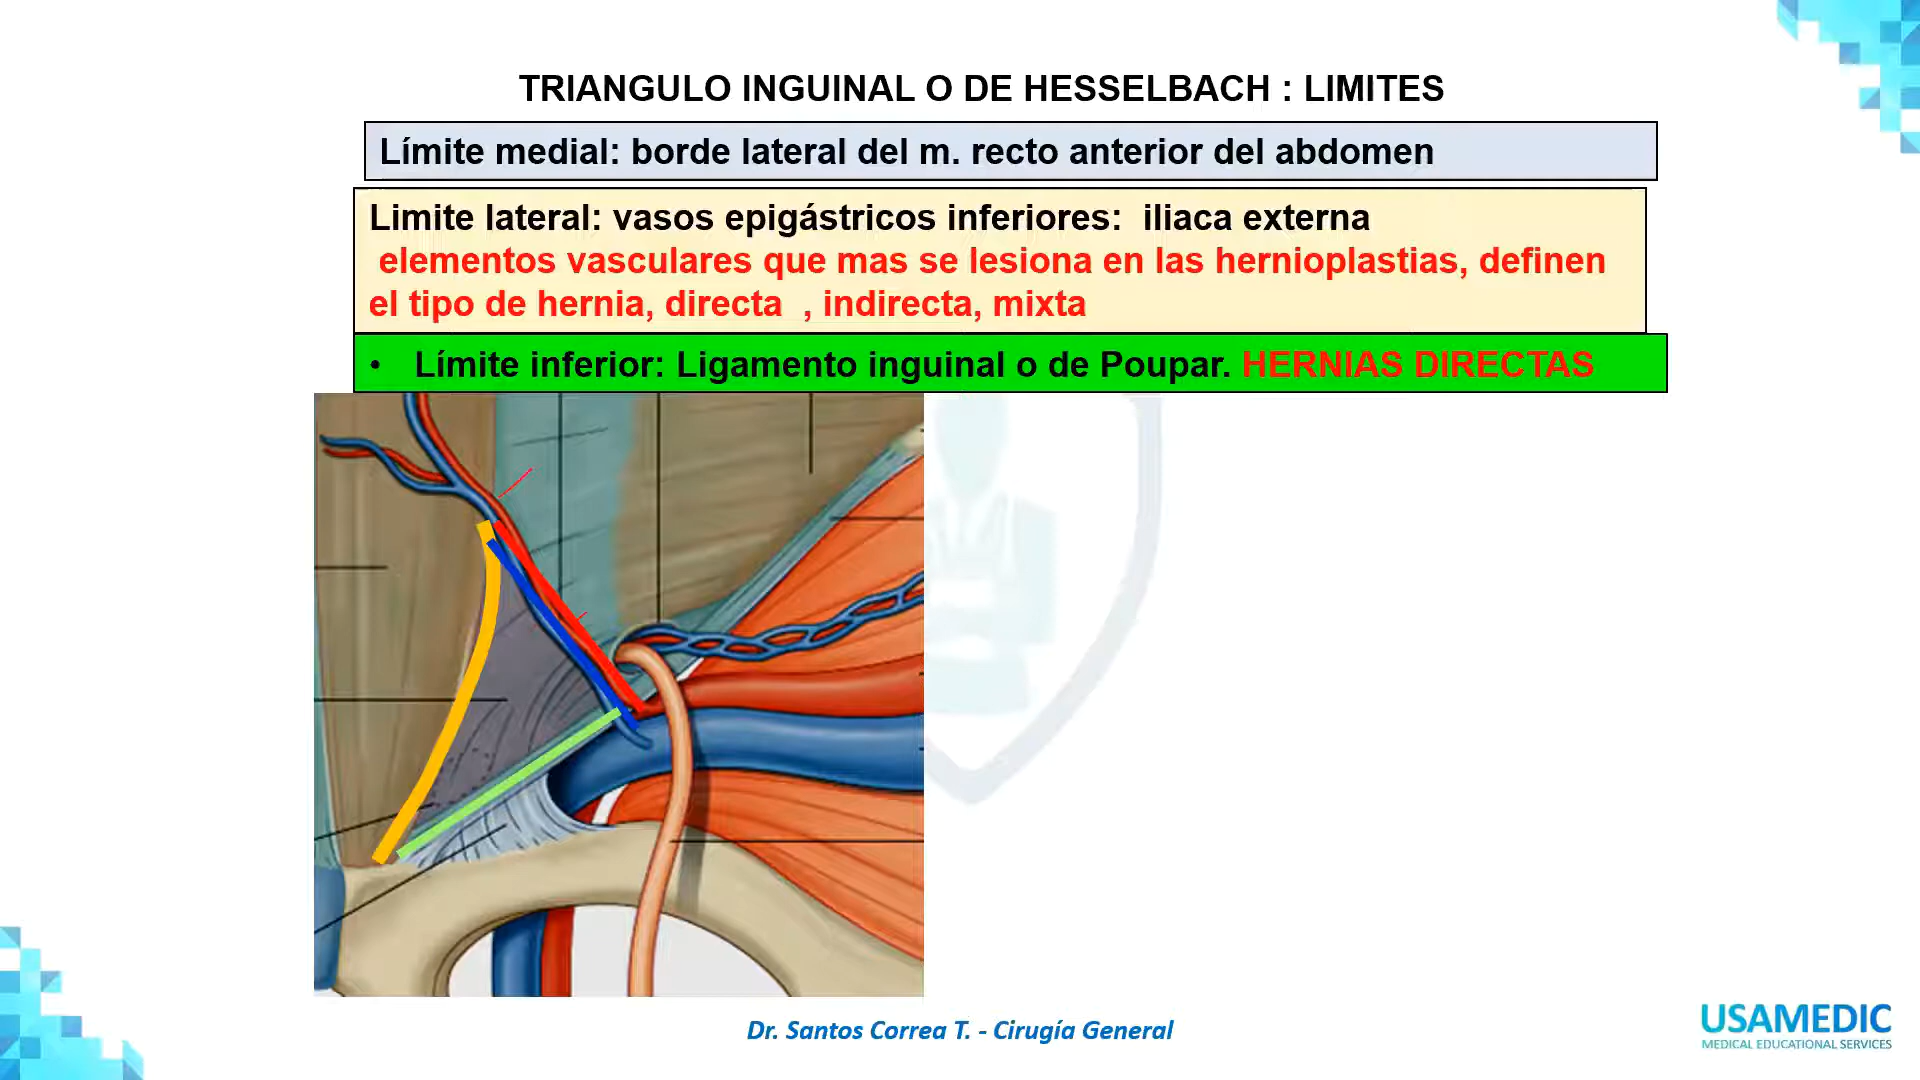 TRIANGULO INGUINAL O DE HESSELBACH : LIMITES
Límite medial: borde lateral del m. recto anterior del abdomen
Limite lateral: vasos epigástricos inferiores:  iliaca externa
elementos vasculares que mas se lesiona en las hernioplastias, definen
el tipo de hernia, directa  , indirecta, mixta
• Límite inferior: Ligamento inguinal o de Poupar. HERNIAS DIRECTAS
Dr. Santos Correa T. - Cirugía General
USAMEDIC
MEDICAL EDUCATIONAL SERVICES